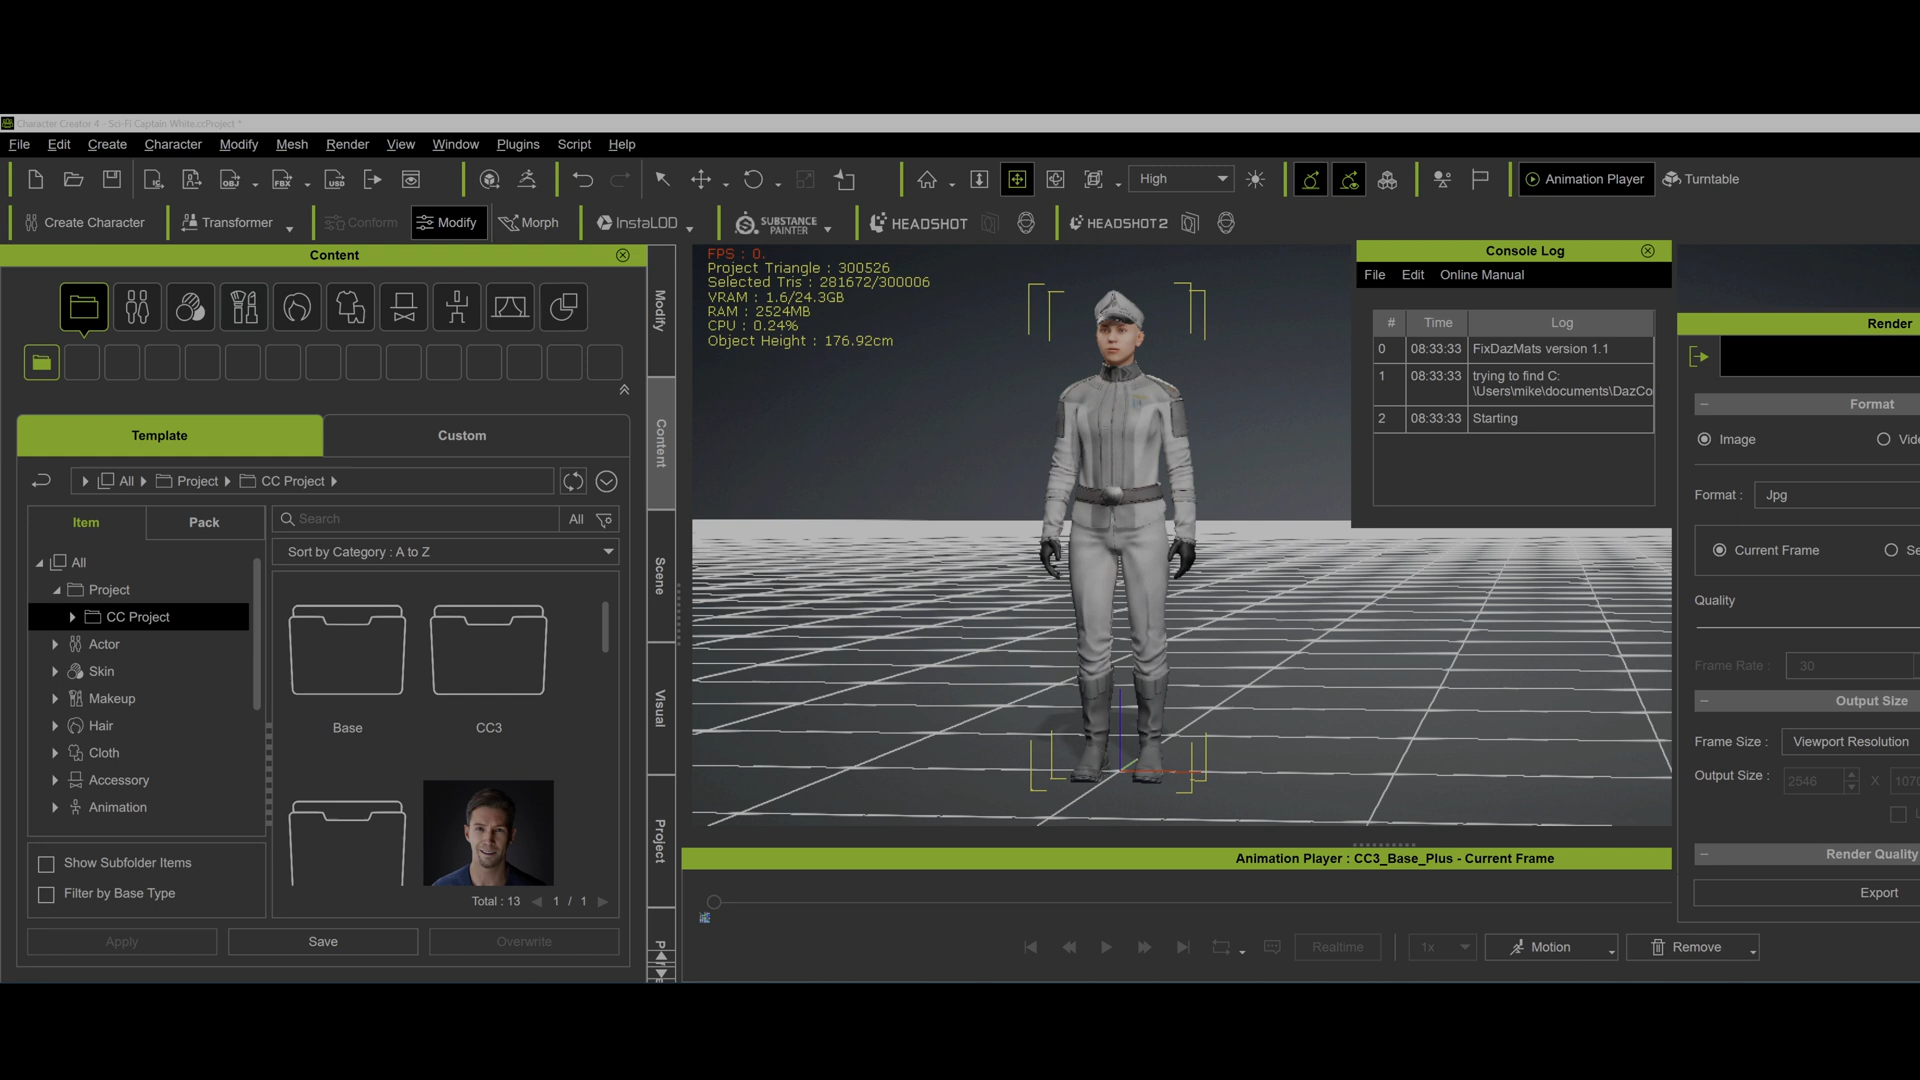 Character Creator 4 - Sci-Fi Captain White.ccProject *
File Edit Create Character Modify Mesh Render View Window Plugins Script Help
OBJ FBX USD High Animation Player Turntable
Create Character Transformer Conform Modify Morph InstaLOD SUBSTANCE PAINTER HEADSHOT HEADSHOT 2
Content
Template Custom
All Project CC Project
Item Pack
Search All
Sort by Category : A to Z
All
Project
CC Project
Actor
Skin
Makeup
Hair
Cloth
Accessory
Animation
Base CC3
Show Subfolder Items
Filter by Base Type
Total : 13 1 / 1
Apply Save Overwrite
Modify
Content
Scene
Visual
Project
FPS : 0.
Project Triangle : 300526
Selected Tris : 281672/300006
VRAM : 1.6/24.3GB
RAM : 2524MB
CPU : 0.24%
Object Height : 176.92cm
Console Log
File Edit Online Manual
# Time Log
0 08:33:33 FixDazMats version 1.1
1 08:33:33 trying to find C:
\Users\mike\documents\DazCo
2 08:33:33 Starting
Render
Format
Image Vide
Format : Jpg
Current Frame Se
Quality
Frame Rate : 30
Output Size
Frame Size : Viewport Resolution
Output Size : 2546 X 1070
Render Quality
Export
Animation Player : CC3_Base_Plus - Current Frame
Realtime 1x Motion Remove